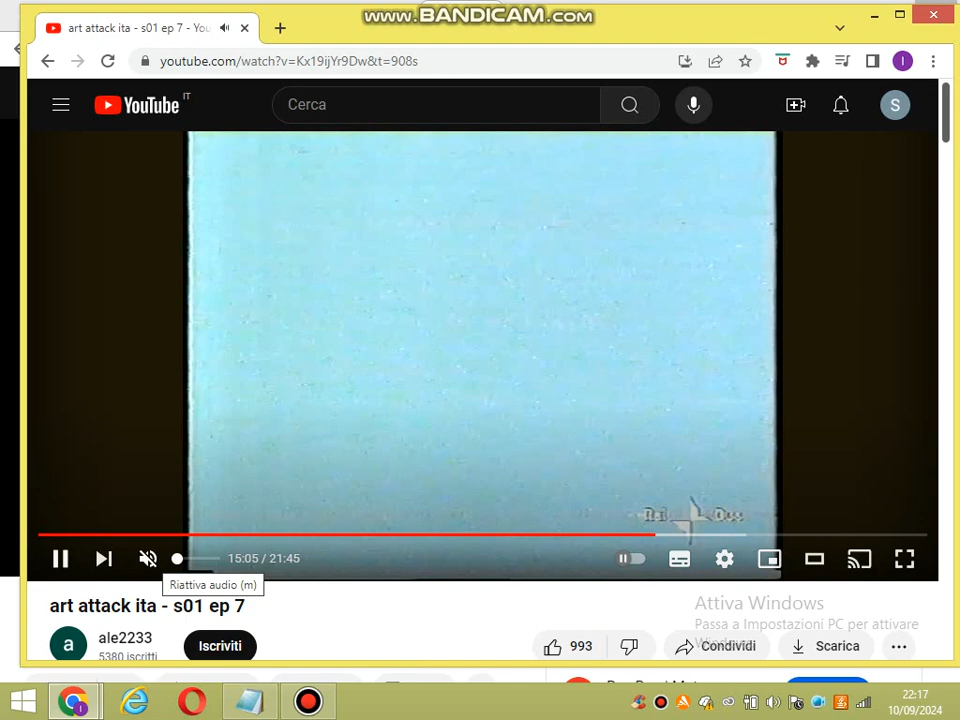 www.BANDICAM.com
art attack ita - s01 ep 7 - You
youtube.com/watch?v=Kx19ijYr9Dw&t=908s
I
YouTube IT
Cerca
S
15:05 / 21:45
Riattiva audio (m)
art attack ita - s01 ep 7
Attiva Windows
Passa a Impostazioni PC per attivare
Windows.
a
ale2233
5380 iscritti
Iscriviti
993
Condividi
Scarica
22:17
10/09/2024